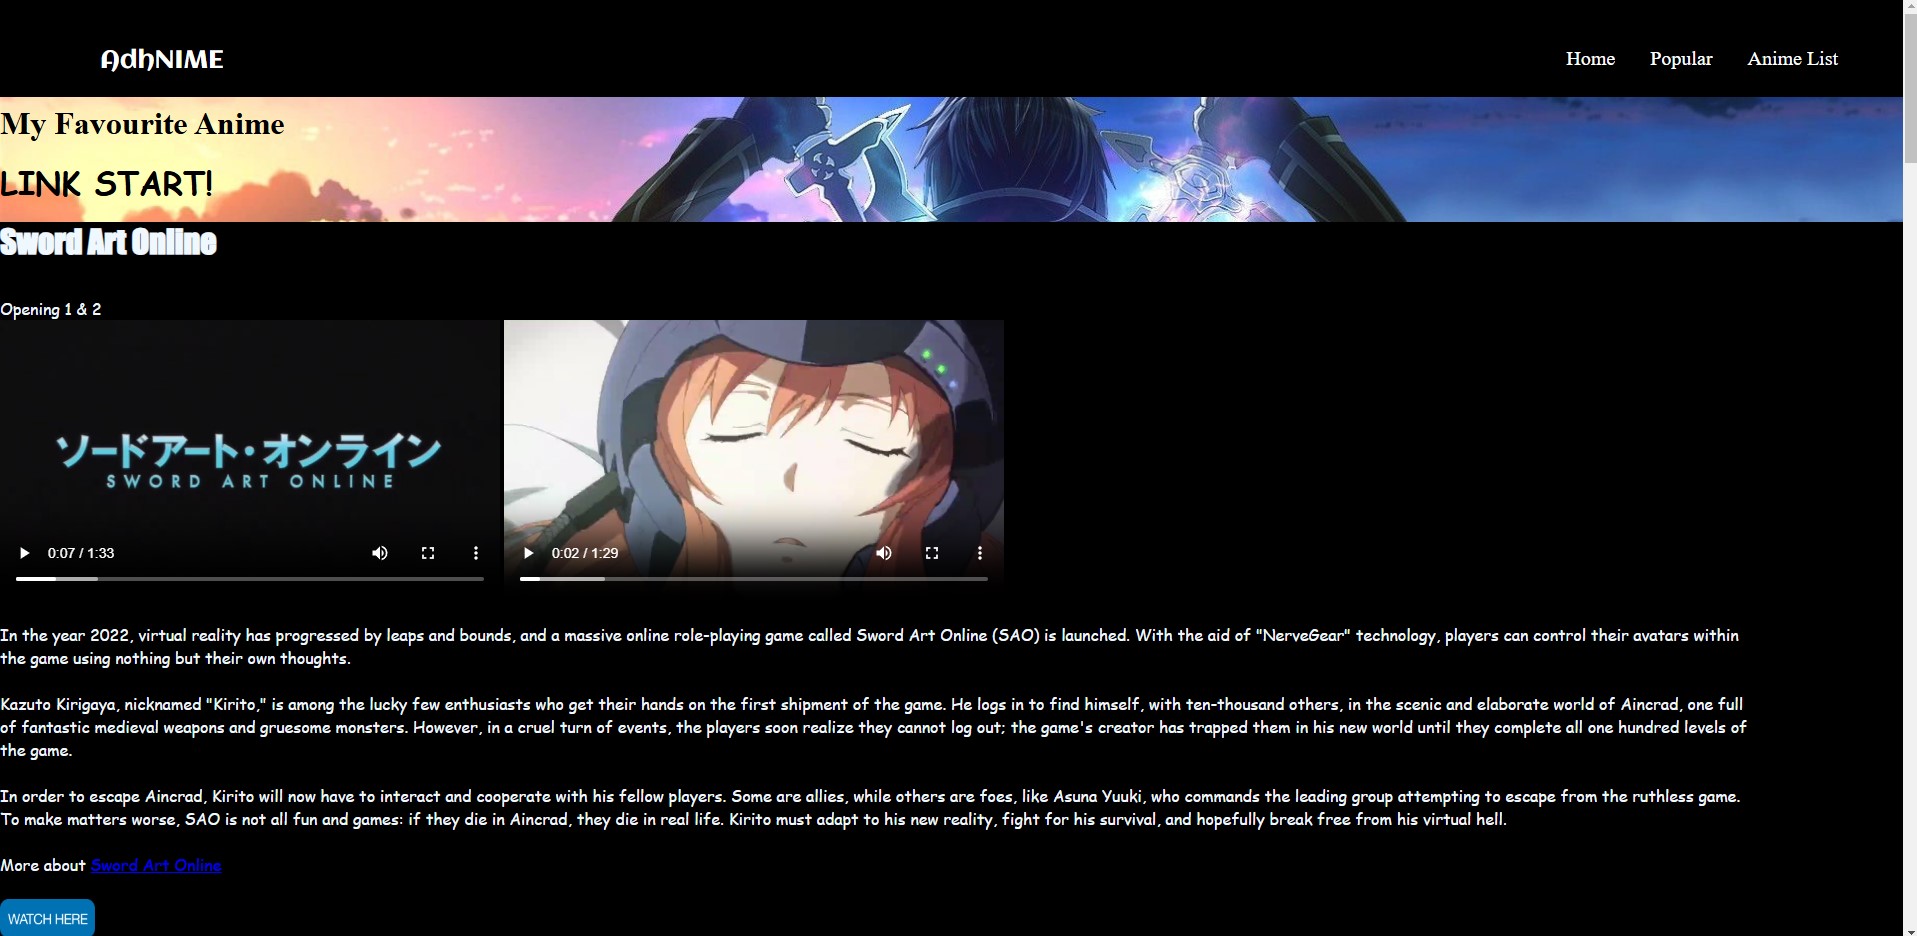 AdhNIME
Home
Popular
Anime List
My Favourite Anime
LINK START!
Sword Art Online
Opening 1 & 2
ソードアート・オンライン
SWORD ART ONLINE
0:07 / 1:33
0:02 / 1:29
In the year 2022, virtual reality has progressed by leaps and bounds, and a massive online role-playing game called Sword Art Online (SAO) is launched. With the aid of "NerveGear" technology, players can control their avatars within
the game using nothing but their own thoughts.
Kazuto Kirigaya, nicknamed "Kirito," is among the lucky few enthusiasts who get their hands on the first shipment of the game. He logs in to find himself, with ten-thousand others, in the scenic and elaborate world of Aincrad, one full
of fantastic medieval weapons and gruesome monsters. However, in a cruel turn of events, the players soon realize they cannot log out; the game's creator has trapped them in his new world until they complete all one hundred levels of
the game.
In order to escape Aincrad, Kirito will now have to interact and cooperate with his fellow players. Some are allies, while others are foes, like Asuna Yuuki, who commands the leading group attempting to escape from the ruthless game.
To make matters worse, SAO is not all fun and games: if they die in Aincrad, they die in real life. Kirito must adapt to his new reality, fight for his survival, and hopefully break free from his virtual hell.
More about Sword Art Online
WATCH HERE